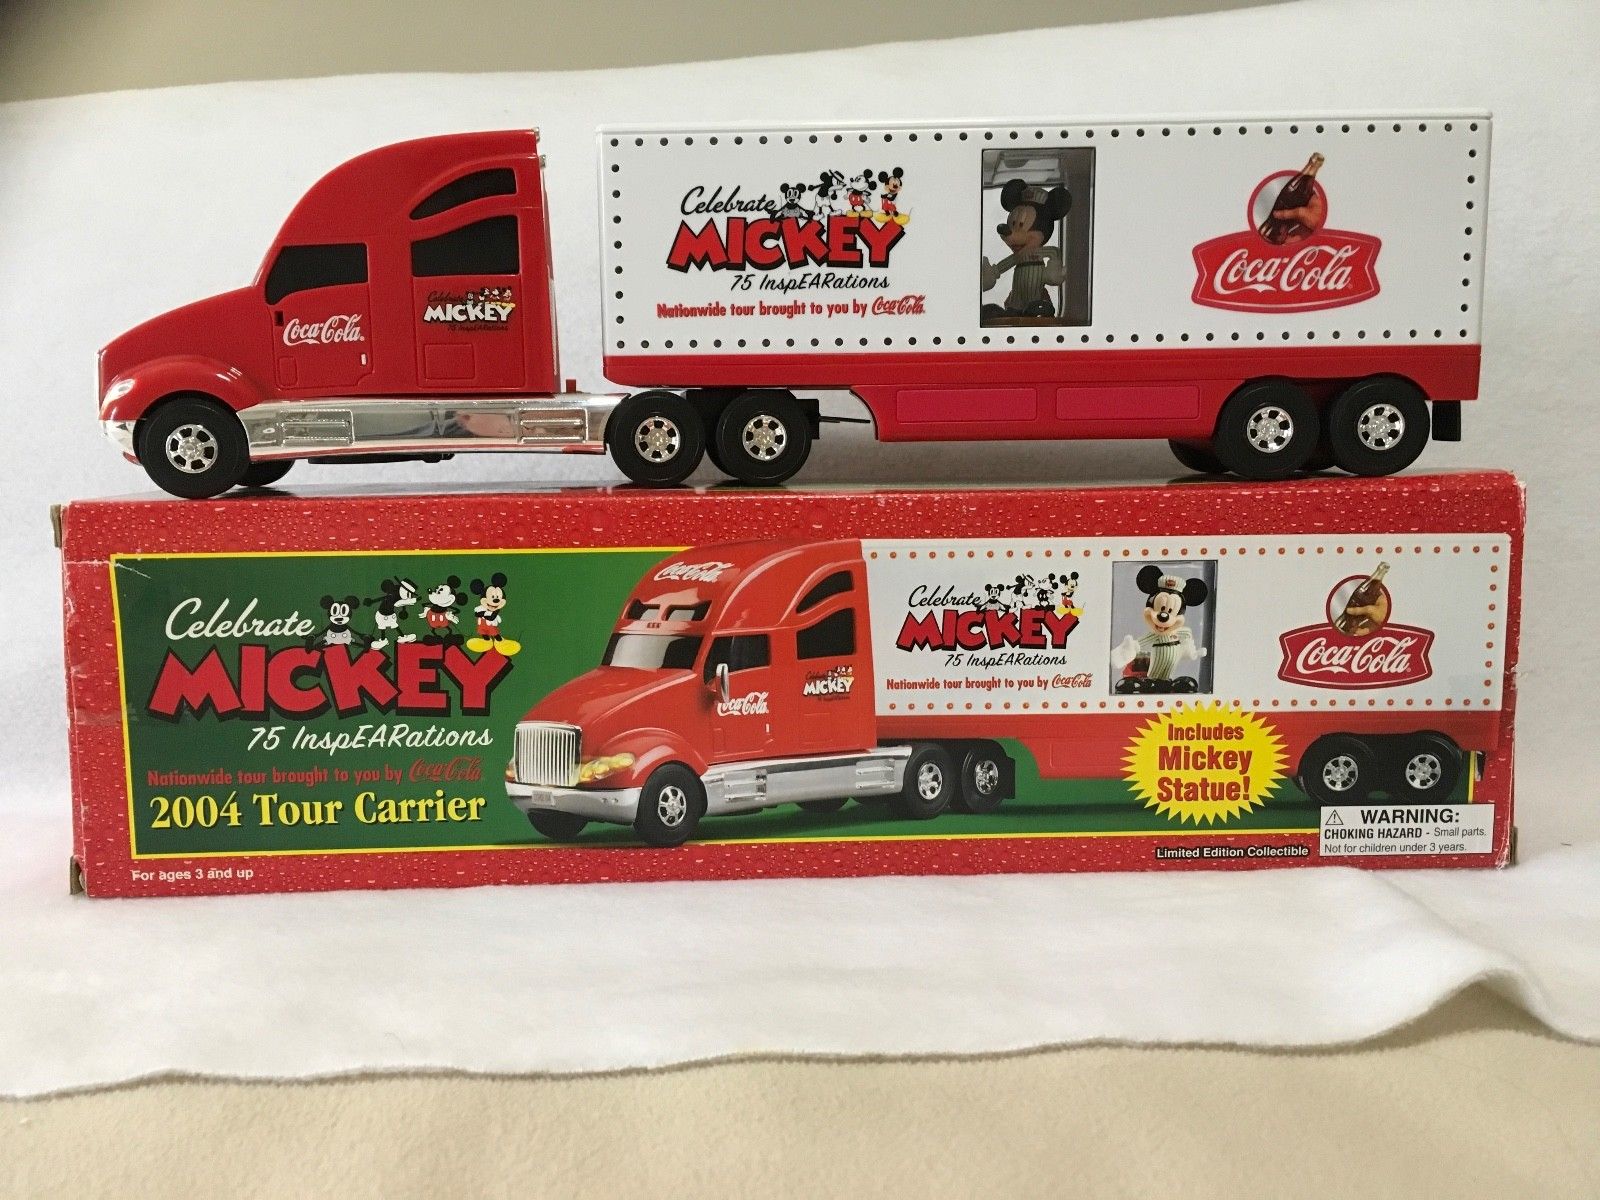 Coca-Cola
Celebrate
MICKEY
75 InspEARations
Celebrate
MICKEY
75 InspEARations
Nationwide tour brought to you by Coca-Cola
Coca-Cola
Celebrate
MICKEY
75 InspEARations
Nationwide tour brought to you by Coca-Cola
2004 Tour Carrier
For ages 3 and up
Coca-Cola
Coca-Cola
Celebrate
MICKEY
Celebrate
MICKEY
75 InspEARations
Nationwide tour brought to you by Coca-Cola
Coca-Cola
Includes
Mickey
Statue!
Limited Edition Collectible
WARNING:
CHOKING HAZARD - Small parts.
Not for children under 3 years.